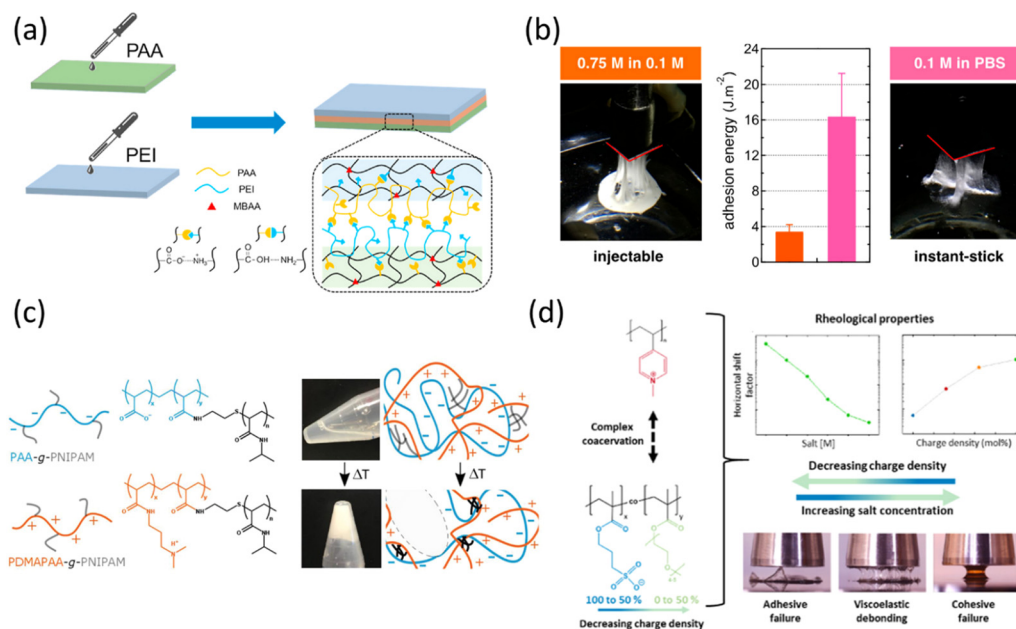 (a)
PAA
PEI
PAA
PEI
MBAA
(b)
0.75 M in 0.1 M
0.1 M in PBS
adhesion energy (J.m⁻²)
24
20
16
12
8
4
0
injectable
instant-stick
(c)
PAA-g-PNIPAM
PDMAPAA-g-PNIPAM
ΔT
ΔT
(d)
Complex
coacervation
co
100 to 50 %
0 to 50 %
Decreasing charge density
Rheological properties
Horizontal shift
factor
Salt [M]
Charge density (mol%)
Decreasing charge density
Increasing salt concentration
Adhesive
failure
Viscoelastic
debonding
Cohesive
failure